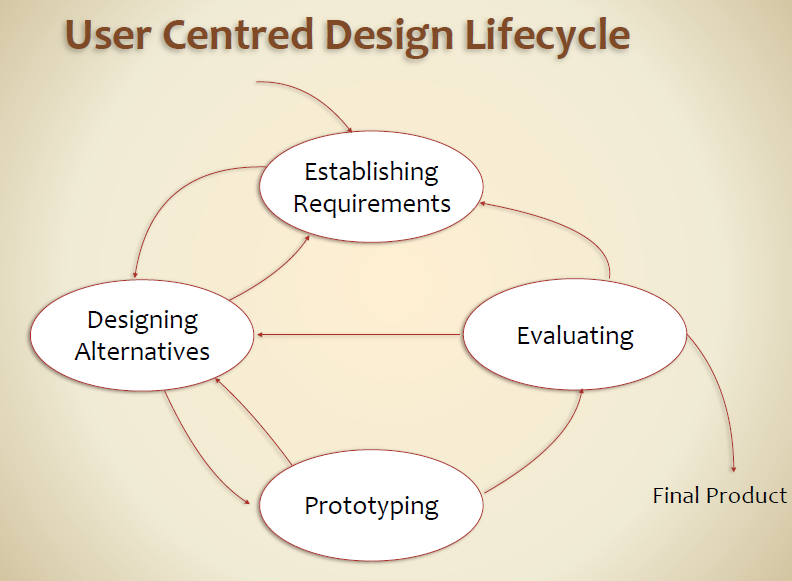 User Centred Design Lifecycle
Establishing
Requirements
Designing
Alternatives
Evaluating
Prototyping
Final Product